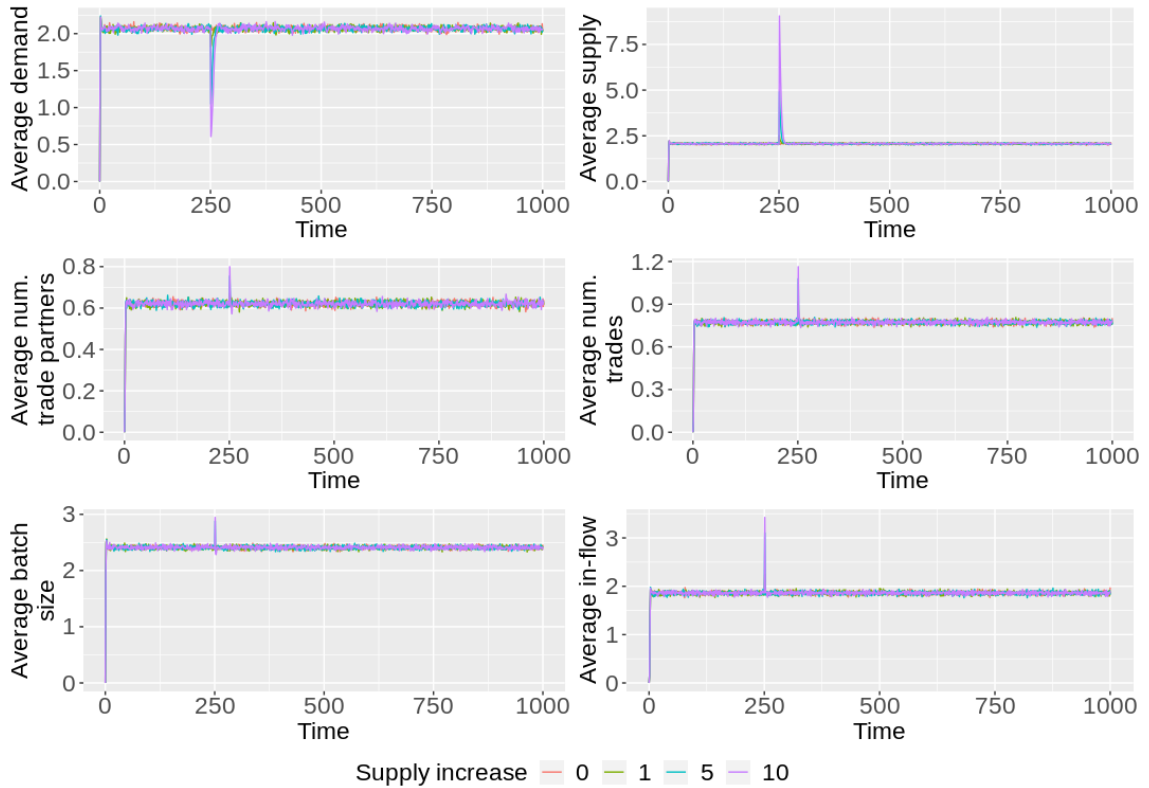 Average demand
2.0
1.5
1.0
0.5
0.0
0 250 500 750 1000
Time
Average supply
7.5
5.0
2.5
0.0
0 250 500 750 1000
Time
Average num.
trade partners
0.8
0.6
0.4
0.2
0.0
0 250 500 750 1000
Time
Average num.
trades
1.2
0.9
0.6
0.3
0.0
0 250 500 750 1000
Time
Average batch
size
3
2
1
0
0 250 500 750 1000
Time
Average in-flow
3
2
1
0
0 250 500 750 1000
Time
Supply increase 0 1 5 10